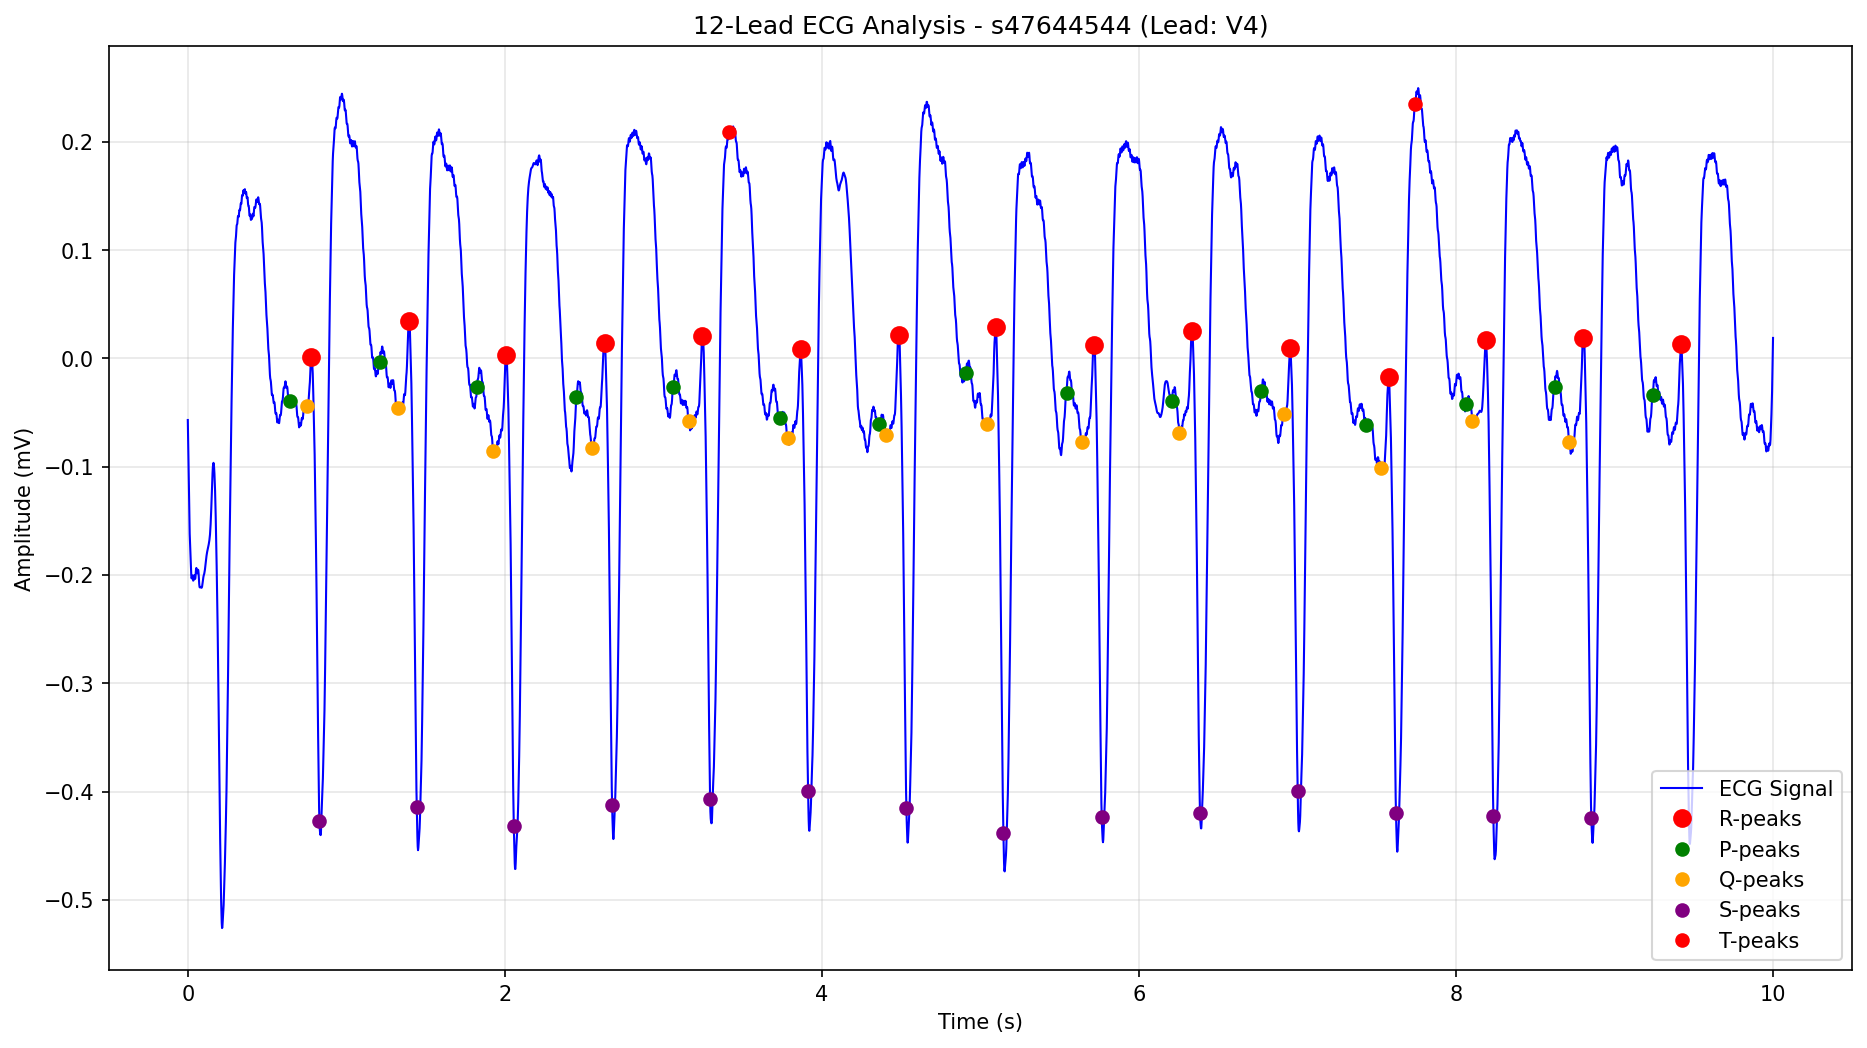 12-Lead ECG Analysis - s47644544 (Lead: V4)
Amplitude (mV)
0.2
0.1
0.0
−0.1
−0.2
−0.3
−0.4
−0.5
ECG Signal
R-peaks
P-peaks
Q-peaks
S-peaks
T-peaks
0 2 4 6 8 10
Time (s)